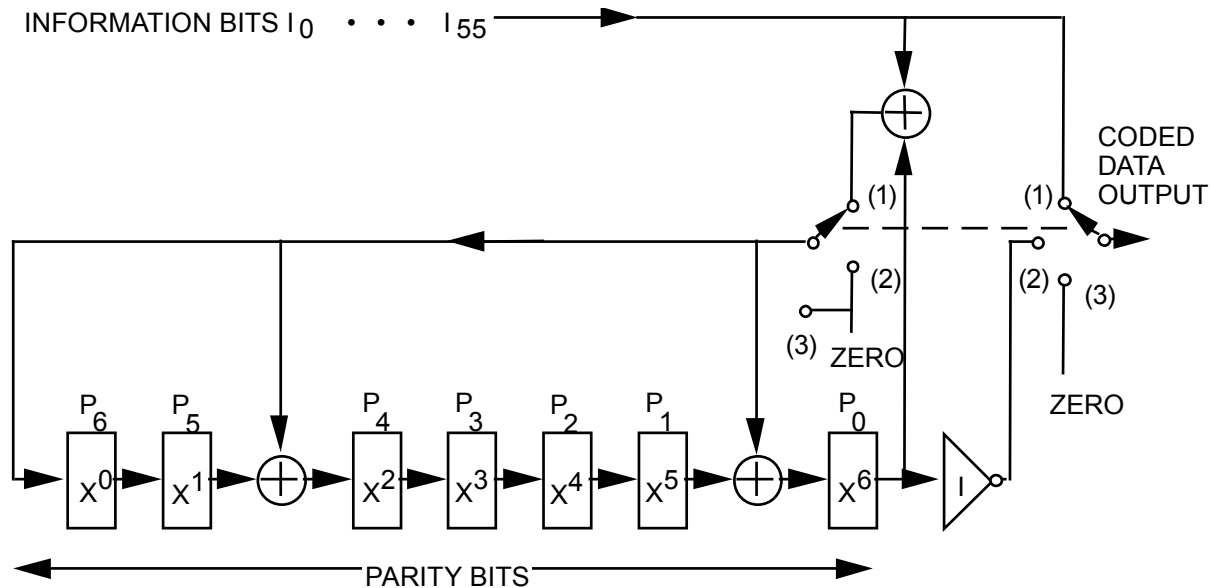 INFORMATION BITS I0 • • • I55
CODED
DATA
OUTPUT
(1)
(1)
(2)
(2)
(3)
(3)
ZERO
ZERO
P6 P5 P4 P3 P2 P1 P0
X0 X1 X2 X3 X4 X5 X6 I
PARITY BITS